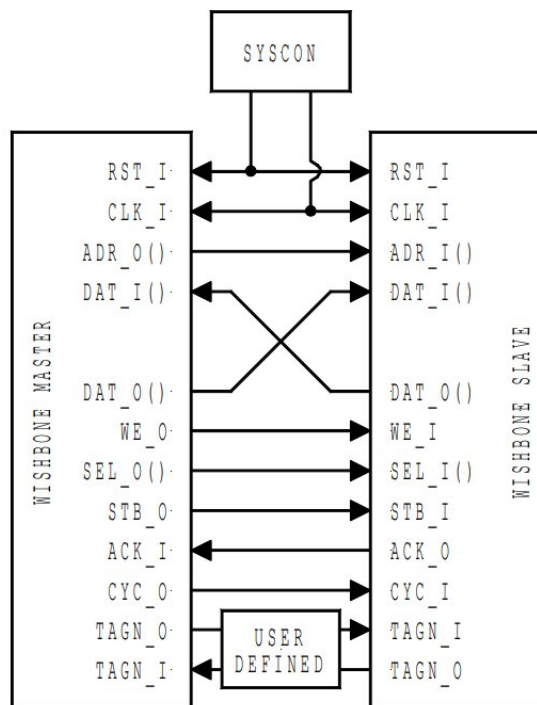 SYSCON
WISHBONE MASTER
RST_I
CLK_I
ADR_O()
DAT_I()
DAT_O()
WE_O
SEL_O()
STB_O
ACK_I
CYC_O
TAGN_O
TAGN_I
USER
DEFINED
RST_I
CLK_I
ADR_I()
DAT_I()
DAT_O()
WE_I
SEL_I()
STB_I
ACK_O
CYC_I
TAGN_I
TAGN_O
WISHBONE SLAVE